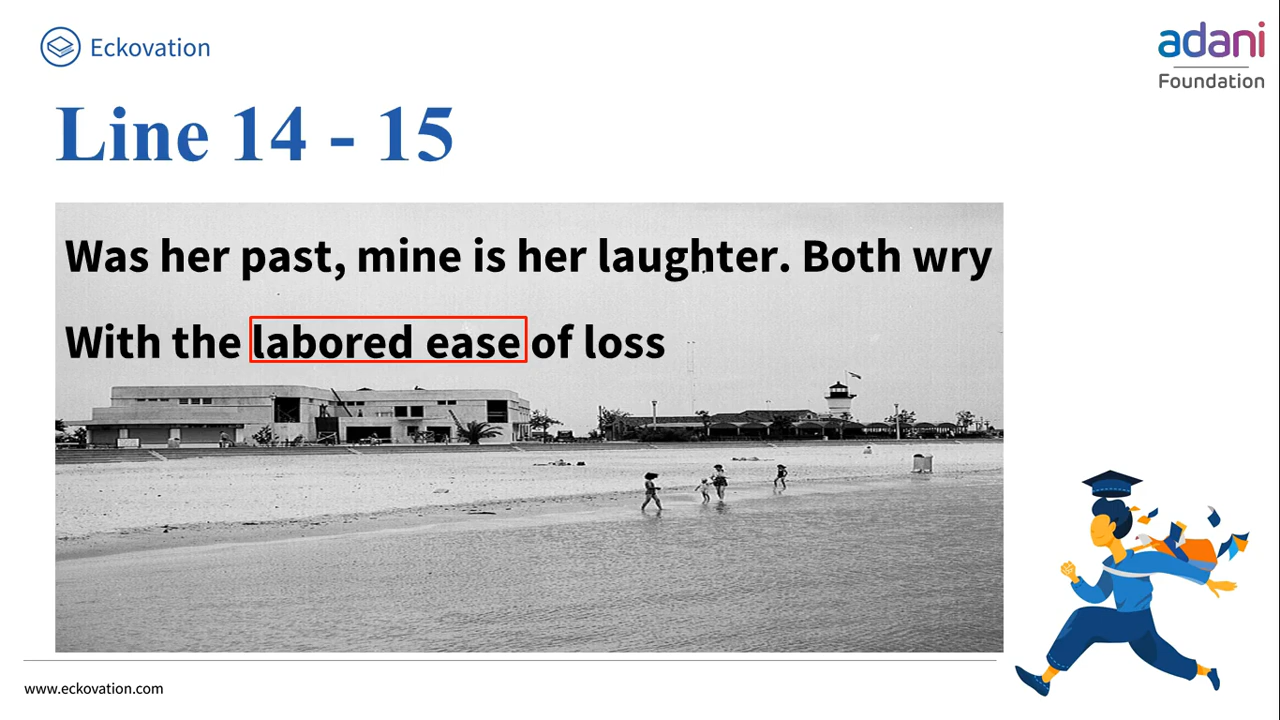 Eckovation
adani
Foundation
Line 14 - 15
Was her past, mine is her laughter. Both wry
With the labored ease of loss
www.eckovation.com